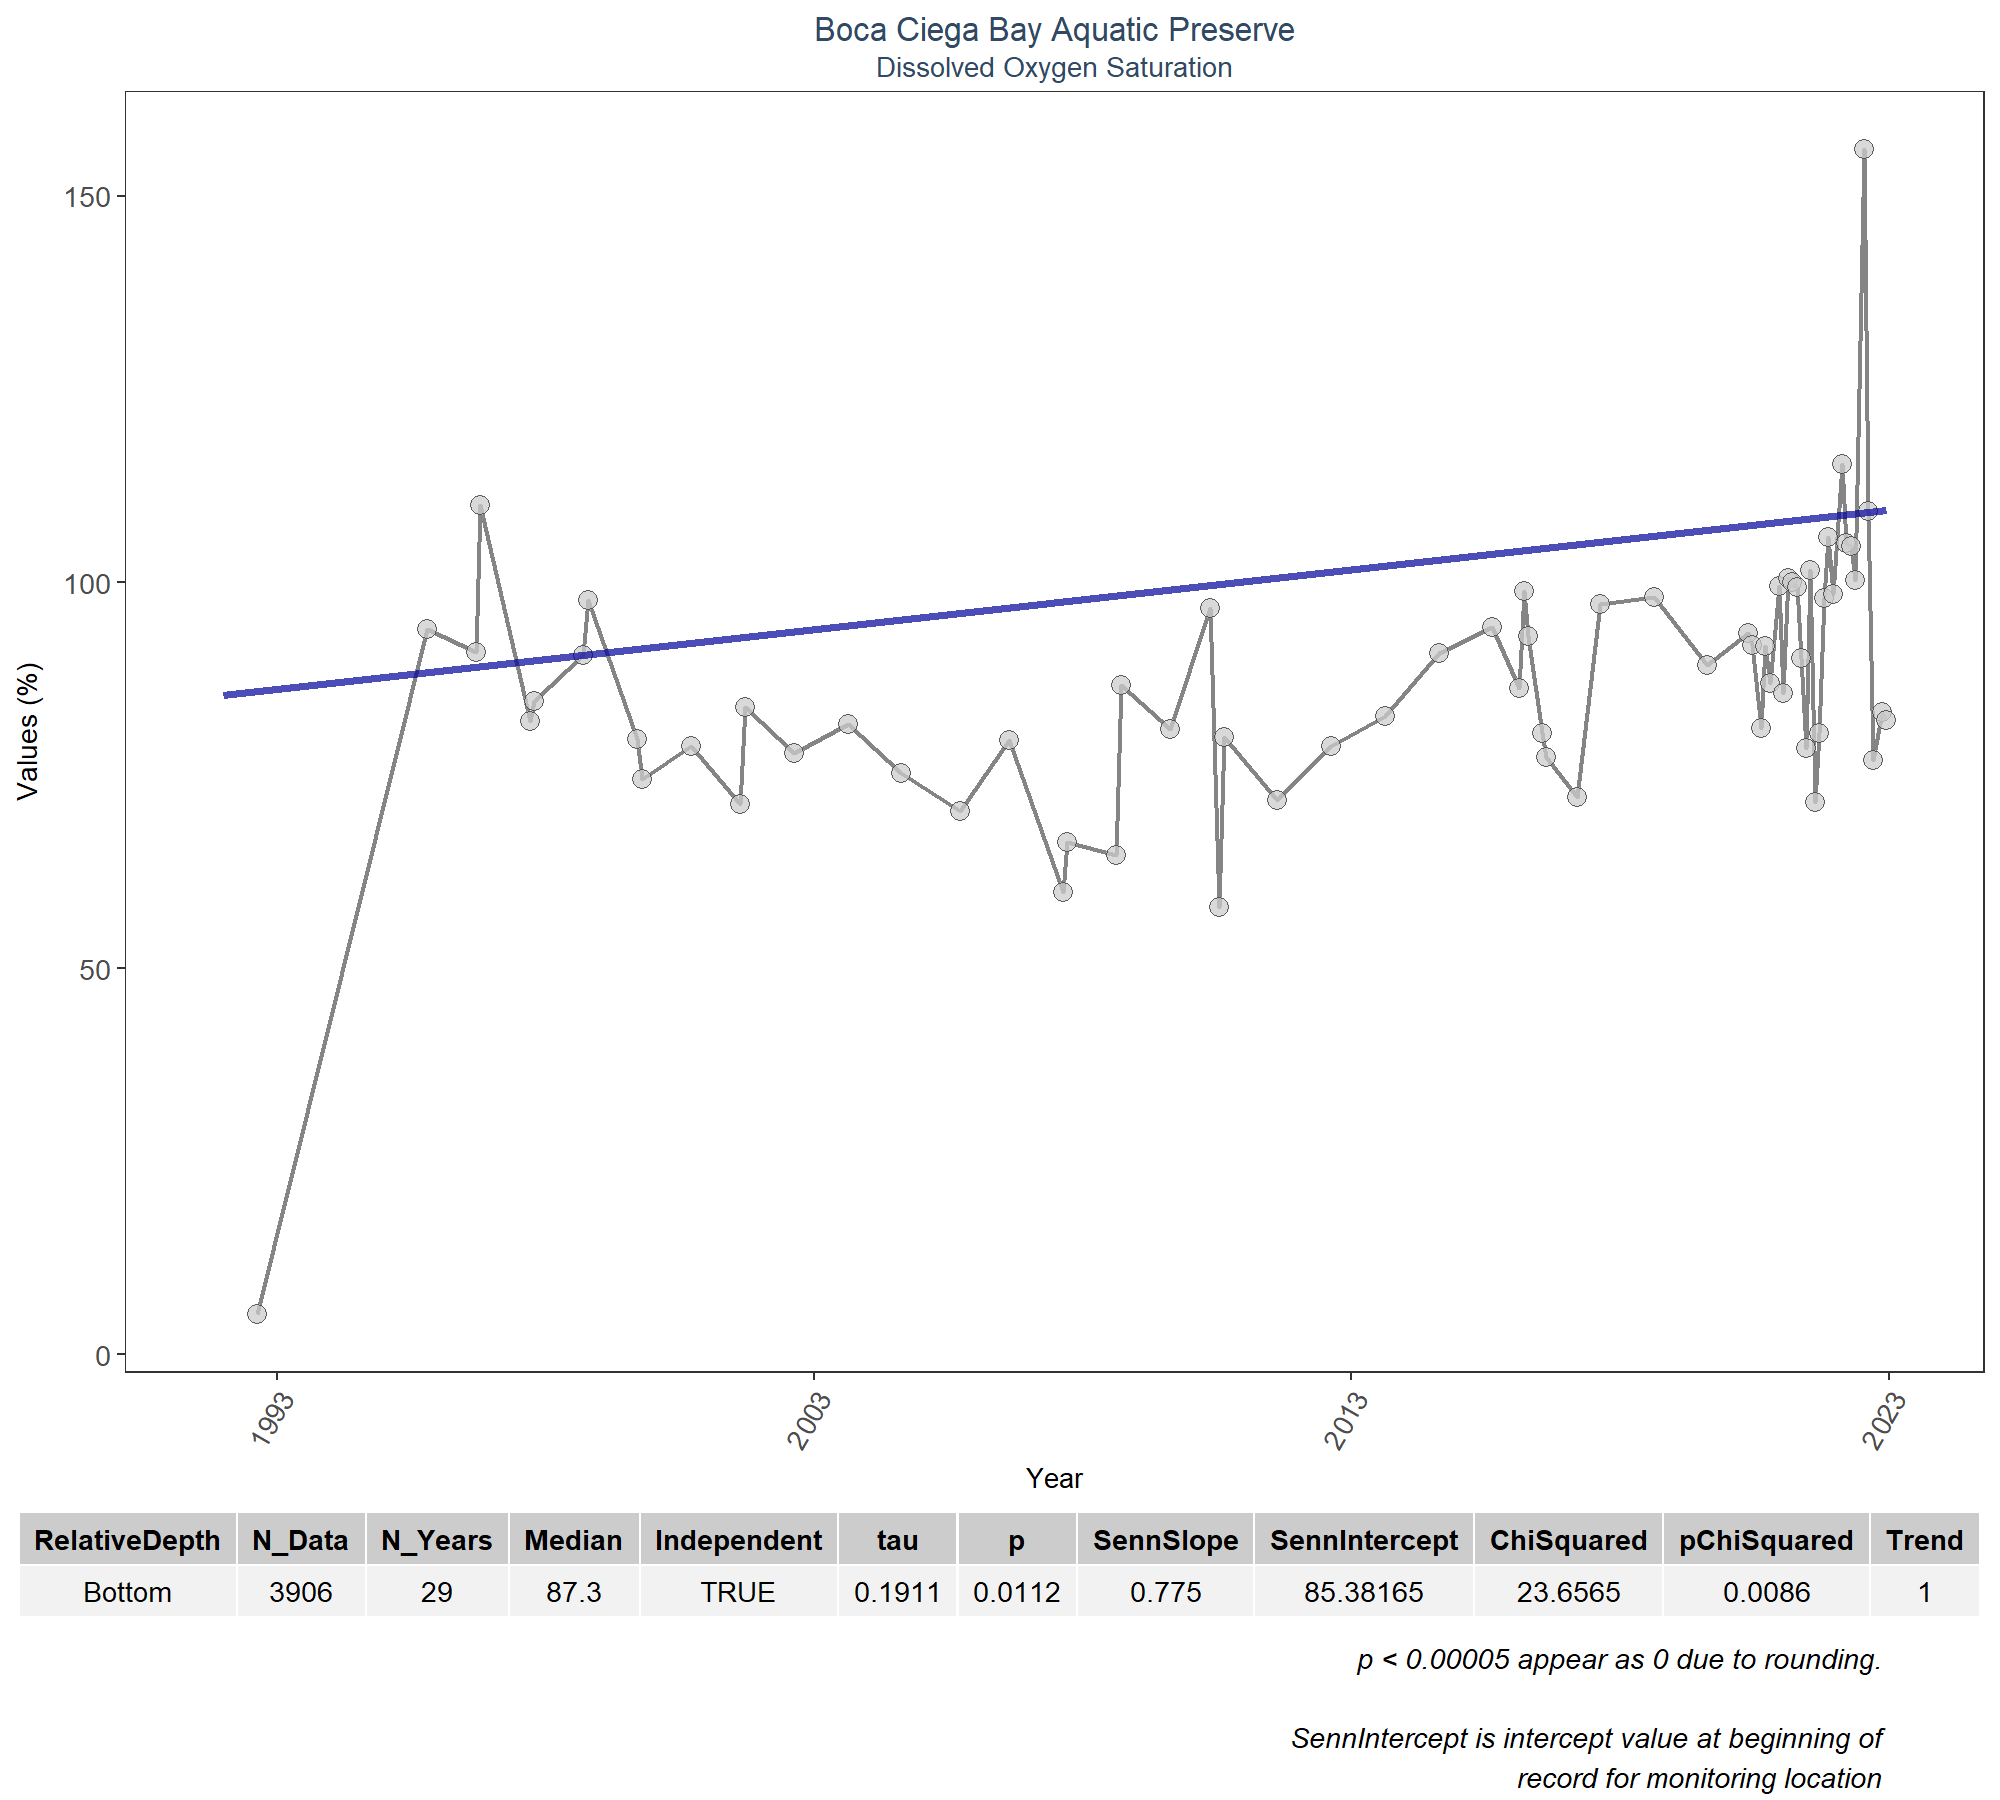 Boca Ciega Bay Aquatic Preserve
Dissolved Oxygen Saturation
Values (%)
150
100
50
0
1993 2003 2013 2023
Year
RelativeDepth N_Data N_Years Median Independent tau p SennSlope SennIntercept ChiSquared pChiSquared Trend
Bottom 3906 29 87.3 TRUE 0.1911 0.0112 0.775 85.38165 23.6565 0.0086 1
p < 0.00005 appear as 0 due to rounding.
SennIntercept is intercept value at beginning of
record for monitoring location